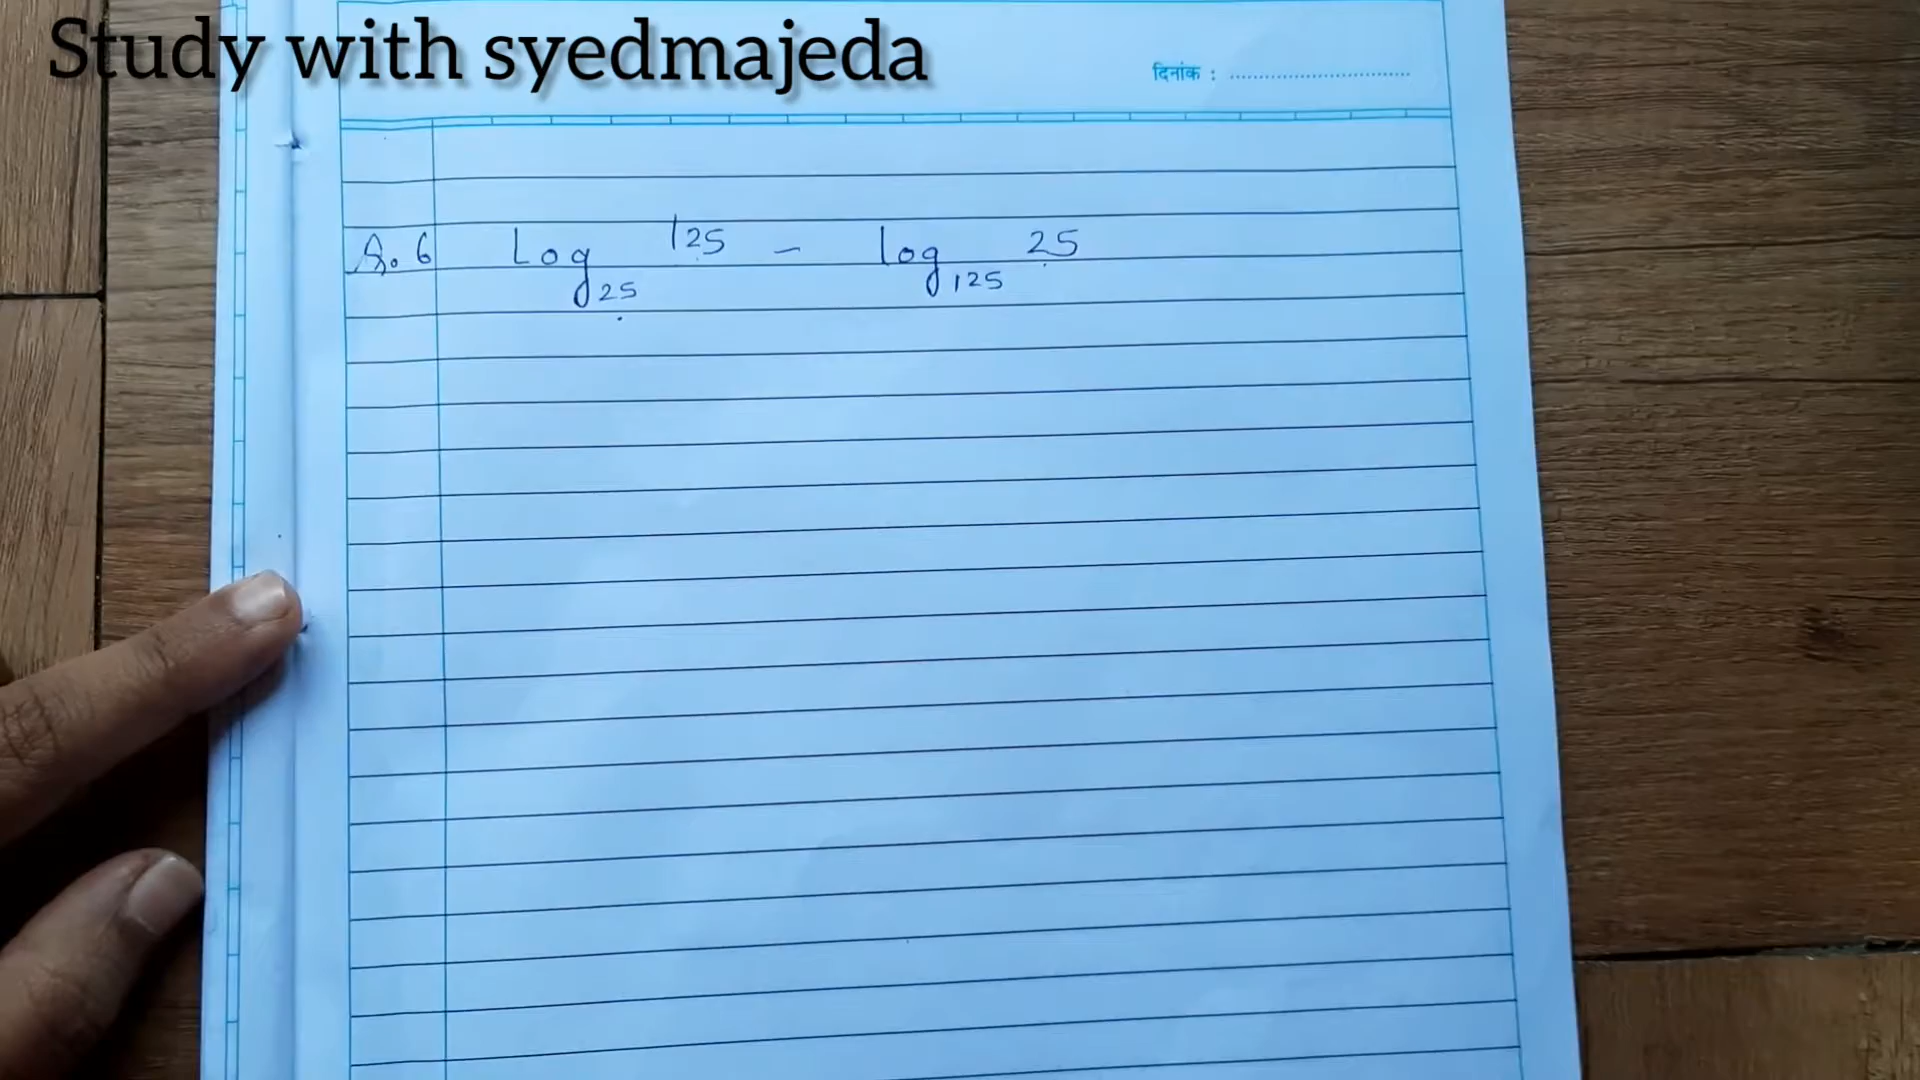 Study with syedmajeda
दिनांक :
Q. 6 Log₂₅ 125 – log₁₂₅ 25